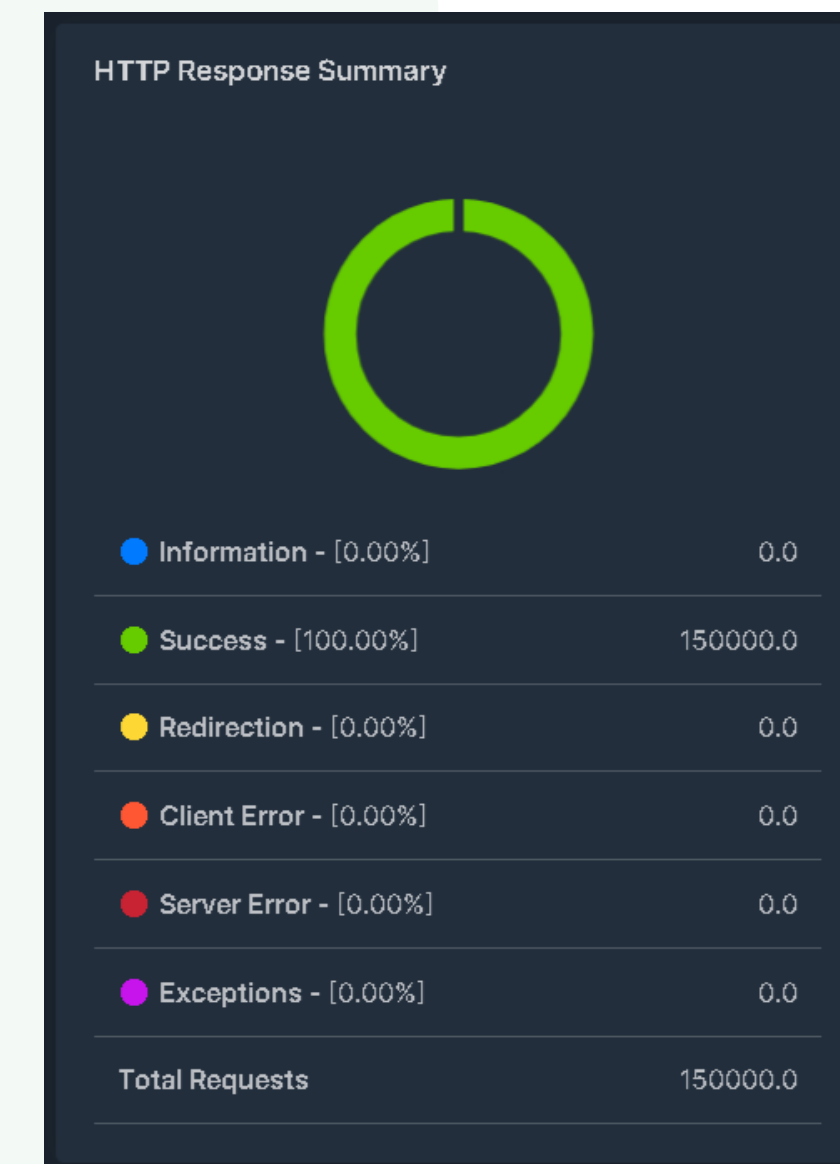 HTTP Response Summary
Information - [0.00%] 0.0
Success - [100.00%] 150000.0
Redirection - [0.00%] 0.0
Client Error - [0.00%] 0.0
Server Error - [0.00%] 0.0
Exceptions - [0.00%] 0.0
Total Requests 150000.0